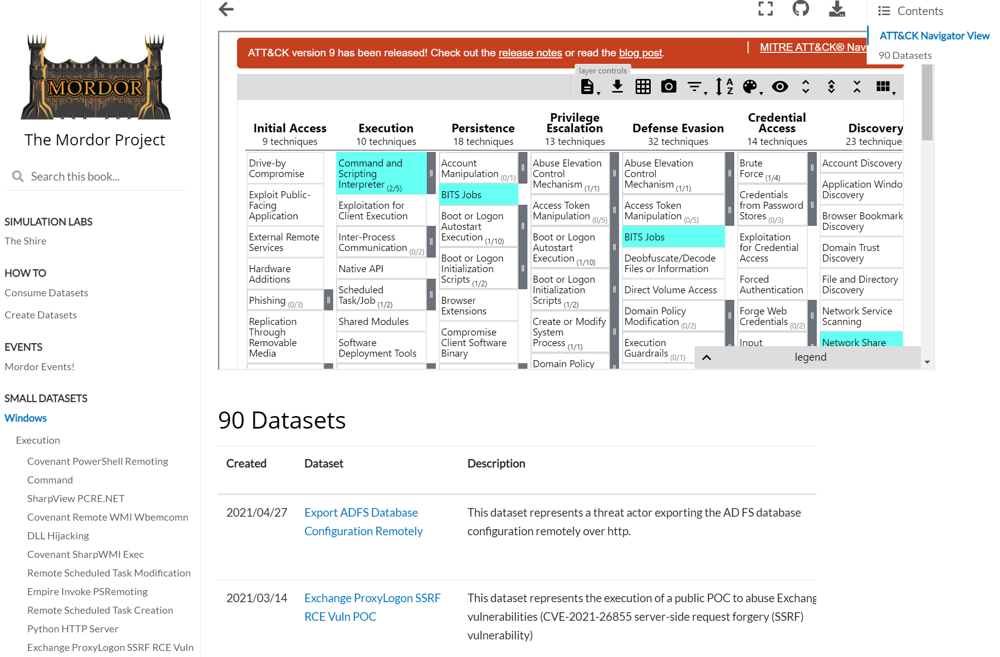 MORDOR
The Mordor Project
Search this book...
SIMULATION LABS
The Shire
HOW TO
Consume Datasets
Create Datasets
EVENTS
Mordor Events!
SMALL DATASETS
Windows
Execution
Covenant PowerShell Remoting
Command
SharpView PCRE.NET
Covenant Remote WMI Wbemcomn
DLL Hijacking
Covenant SharpWMI Exec
Remote Scheduled Task Modification
Empire Invoke PSRemoting
Remote Scheduled Task Creation
Python HTTP Server
Exchange ProxyLogon SSRF RCE Vuln
Contents
ATT&CK Navigator View
90 Datasets
ATT&CK version 9 has been released! Check out the release notes or read the blog post.
MITRE ATT&CK® Navi
layer controls
A
Z
Initial Access
9 techniques
Drive-by
Compromise
Exploit Public-
Facing
Application
External Remote
Services
Hardware
Additions
Phishing (0/3)
Replication
Through
Removable
Media
Execution
10 techniques
Command and
Scripting
Interpreter (2/5)
Exploitation for
Client Execution
Inter-Process
Communication (0/2)
Native API
Scheduled
Task/Job (1/2)
Shared Modules
Software
Deployment Tools
Persistence
18 techniques
Account
Manipulation (0/1)
BITS Jobs
Boot or Logon
Autostart
Execution (1/10)
Boot or Logon
Initialization
Scripts (1/2)
Browser
Extensions
Compromise
Client Software
Binary
Privilege
Escalation
13 techniques
Abuse Elevation
Control
Mechanism (1/1)
Access Token
Manipulation (0/5)
Boot or Logon
Autostart
Execution (1/10)
Boot or Logon
Initialization
Scripts (1/2)
Create or Modify
System
Process (1/1)
Domain Policy
Defense Evasion
32 techniques
Abuse Elevation
Control
Mechanism (1/1)
Access Token
Manipulation (0/5)
BITS Jobs
Deobfuscate/Decode
Files or Information
Direct Volume Access
Domain Policy
Modification (0/2)
Execution
Guardrails (0/1)
Credential
Access
14 techniques
Brute
Force (1/4)
Credentials
from Password
Stores (0/3)
Exploitation
for Credential
Access
Forced
Authentication
Forge Web
Credentials (0/2)
Input
Discovery
23 technique
Account Discovery
Application Windo
Discovery
Browser Bookmark
Discovery
Domain Trust
Discovery
File and Directory
Discovery
Network Service
Scanning
Network Share
legend
90 Datasets
Created Dataset Description
2021/04/27 Export ADFS Database This dataset represents a threat actor exporting the AD FS database
Configuration Remotely configuration remotely over http.
2021/03/14 Exchange ProxyLogon SSRF This dataset represents the execution of a public POC to abuse Exchang
RCE Vuln POC vulnerabilities (CVE-2021-26855 server-side request forgery (SSRF)
vulnerability)